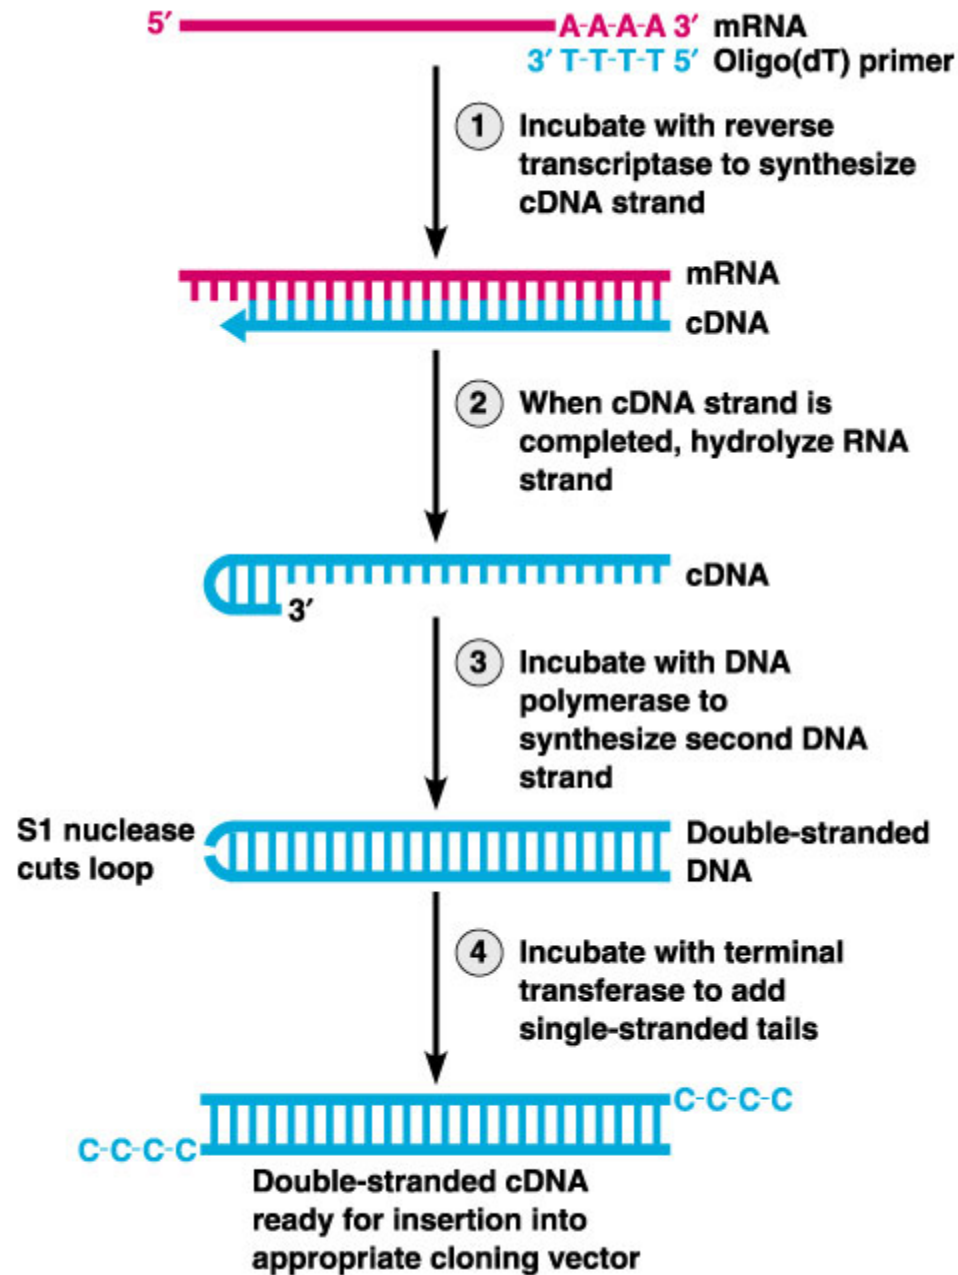 5′ A-A-A-A 3′ mRNA
3′ T-T-T-T 5′ Oligo(dT) primer
1 Incubate with reverse
transcriptase to synthesize
cDNA strand
mRNA
cDNA
2 When cDNA strand is
completed, hydrolyze RNA
strand
cDNA
3′
3 Incubate with DNA
polymerase to
synthesize second DNA
strand
S1 nuclease
cuts loop
Double-stranded
DNA
4 Incubate with terminal
transferase to add
single-stranded tails
C-C-C-C
C-C-C-C
Double-stranded cDNA
ready for insertion into
appropriate cloning vector